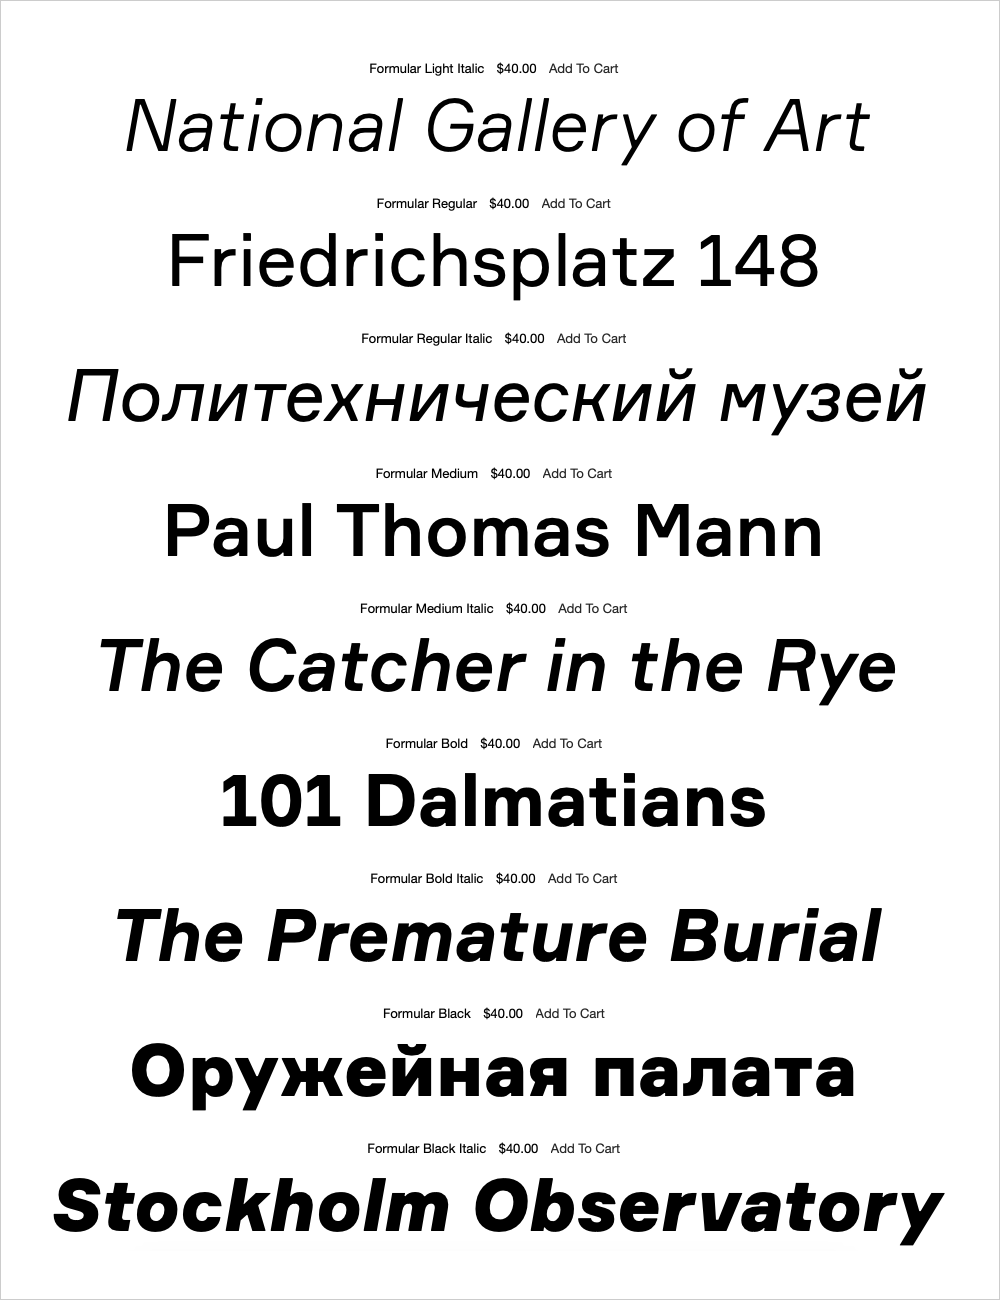 Formular Light Italic $40.00 Add To Cart
National Gallery of Art
Formular Regular $40.00 Add To Cart
Friedrichsplatz 148
Formular Regular Italic $40.00 Add To Cart
Политехнический музей
Formular Medium $40.00 Add To Cart
Paul Thomas Mann
Formular Medium Italic $40.00 Add To Cart
The Catcher in the Rye
Formular Bold $40.00 Add To Cart
101 Dalmatians
Formular Bold Italic $40.00 Add To Cart
The Premature Burial
Formular Black $40.00 Add To Cart
Оружейная палата
Formular Black Italic $40.00 Add To Cart
Stockholm Observatory